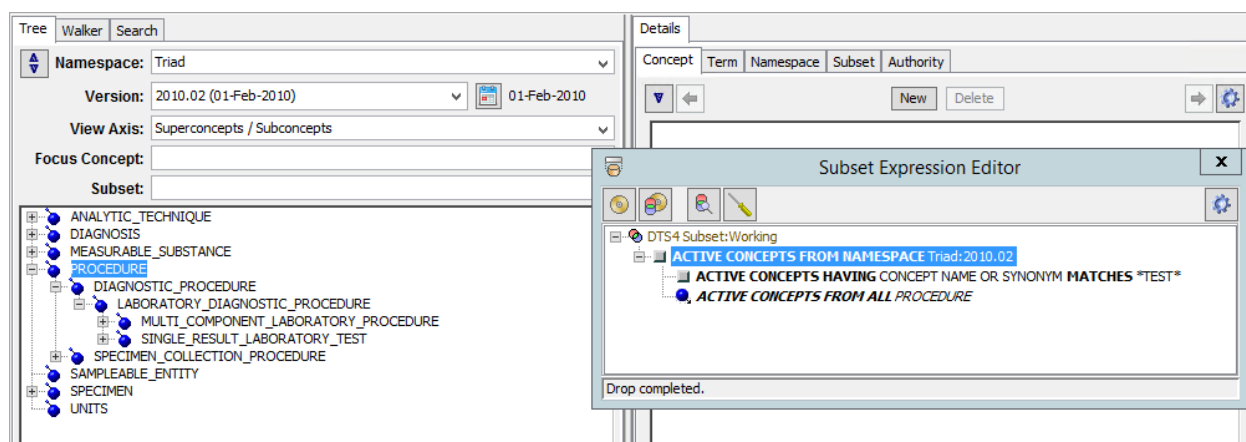 Tree Walker Search
Namespace: Triad
Version: 2010.02 (01-Feb-2010) 01-Feb-2010
View Axis: Superconcepts / Subconcepts
Focus Concept:
Subset:
ANALYTIC_TECHNIQUE
DIAGNOSIS
MEASURABLE_SUBSTANCE
PROCEDURE
DIAGNOSTIC_PROCEDURE
LABORATORY_DIAGNOSTIC_PROCEDURE
MULTI_COMPONENT_LABORATORY_PROCEDURE
SINGLE_RESULT_LABORATORY_TEST
SPECIMEN_COLLECTION_PROCEDURE
SAMPLEABLE_ENTITY
SPECIMEN
UNITS
Details
Concept Term Namespace Subset Authority
New Delete
Subset Expression Editor
x
DTS4 Subset:Working
ACTIVE CONCEPTS FROM NAMESPACE Triad:2010.02
ACTIVE CONCEPTS HAVING CONCEPT NAME OR SYNONYM MATCHES *TEST*
ACTIVE CONCEPTS FROM ALL PROCEDURE
Drop completed.